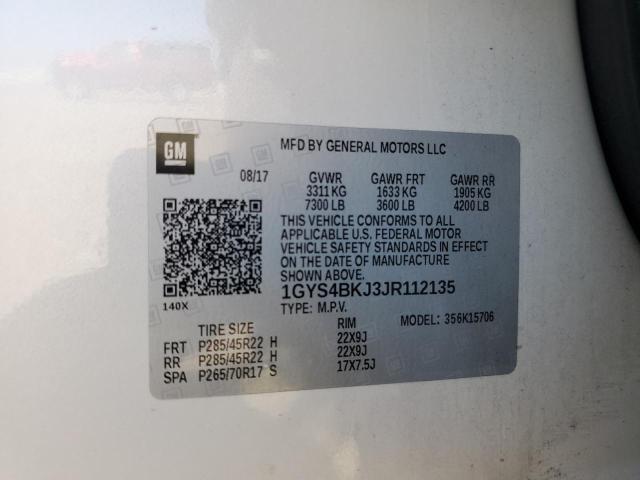 GM
MFD BY GENERAL MOTORS LLC
08/17 GVWR GAWR FRT GAWR RR
3311 KG 1633 KG 1905 KG
7300 LB 3600 LB 4200 LB
THIS VEHICLE CONFORMS TO ALL
APPLICABLE U.S. FEDERAL MOTOR
VEHICLE SAFETY STANDARDS IN EFFECT
ON THE DATE OF MANUFACTURE
SHOWN ABOVE.
1GYS4BKJ3JR112135
140X TYPE: M.P.V. MODEL: 356K15706
TIRE SIZE RIM
FRT P285/45R22 H 22X9J
RR P285/45R22 H 22X9J
SPA P265/70R17 S 17X7.5J